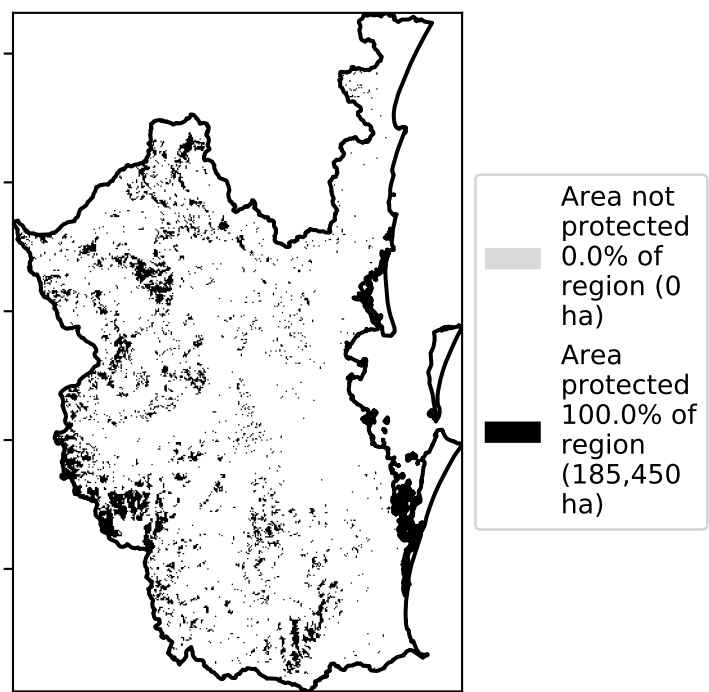 Area not
protected
0.0% of
region (0
ha)
Area
protected
100.0% of
region
(185,450
ha)